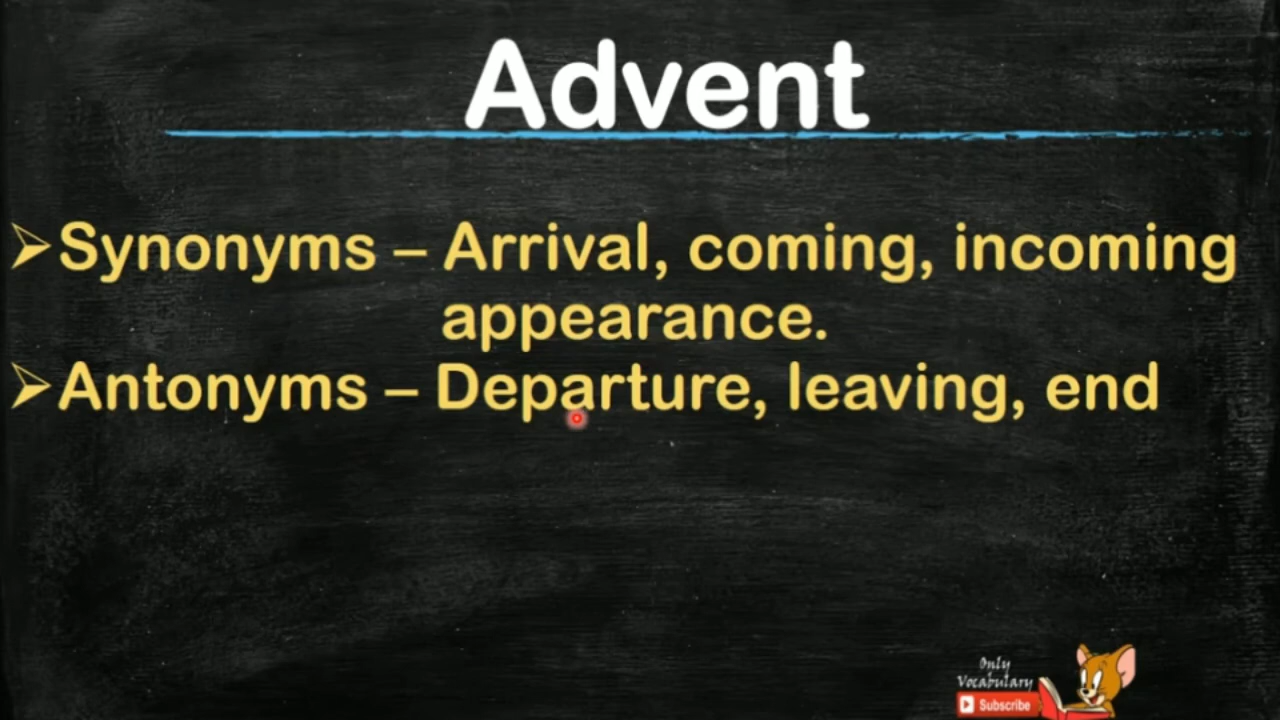 Advent
➢Synonyms – Arrival, coming, incoming
appearance.
➢Antonyms – Departure, leaving, end
Only
Vocabulary
Subscribe